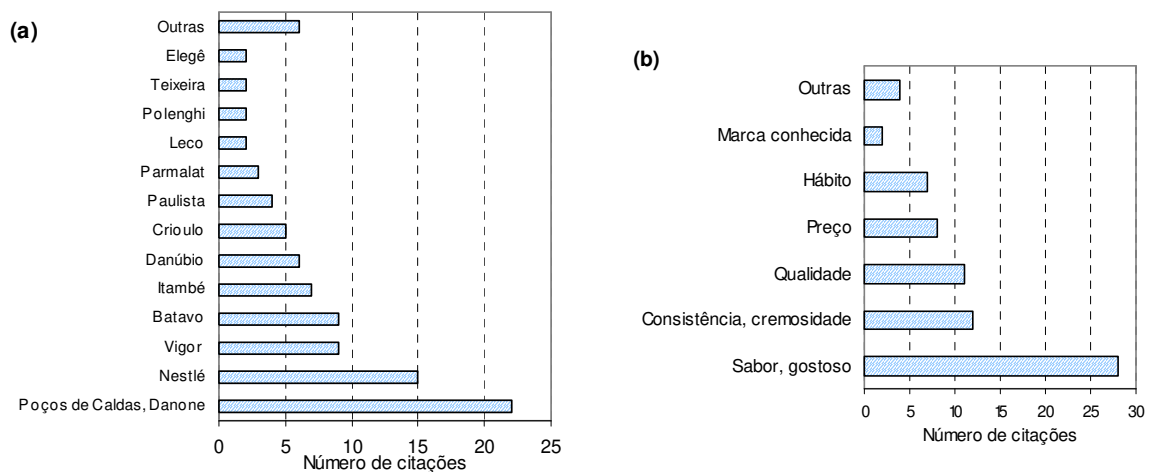 (a)
Outras
Elegê
Teixeira
Polenghi
Leco
Parmalat
Paulista
Crioulo
Danúbio
Itambé
Batavo
Vigor
Nestlé
Poços de Caldas, Danone
0 5 10 15 20 25
Número de citações
(b)
Outras
Marca conhecida
Hábito
Preço
Qualidade
Consistência, cremosidade
Sabor, gostoso
0 5 10 15 20 25 30
Número de citações